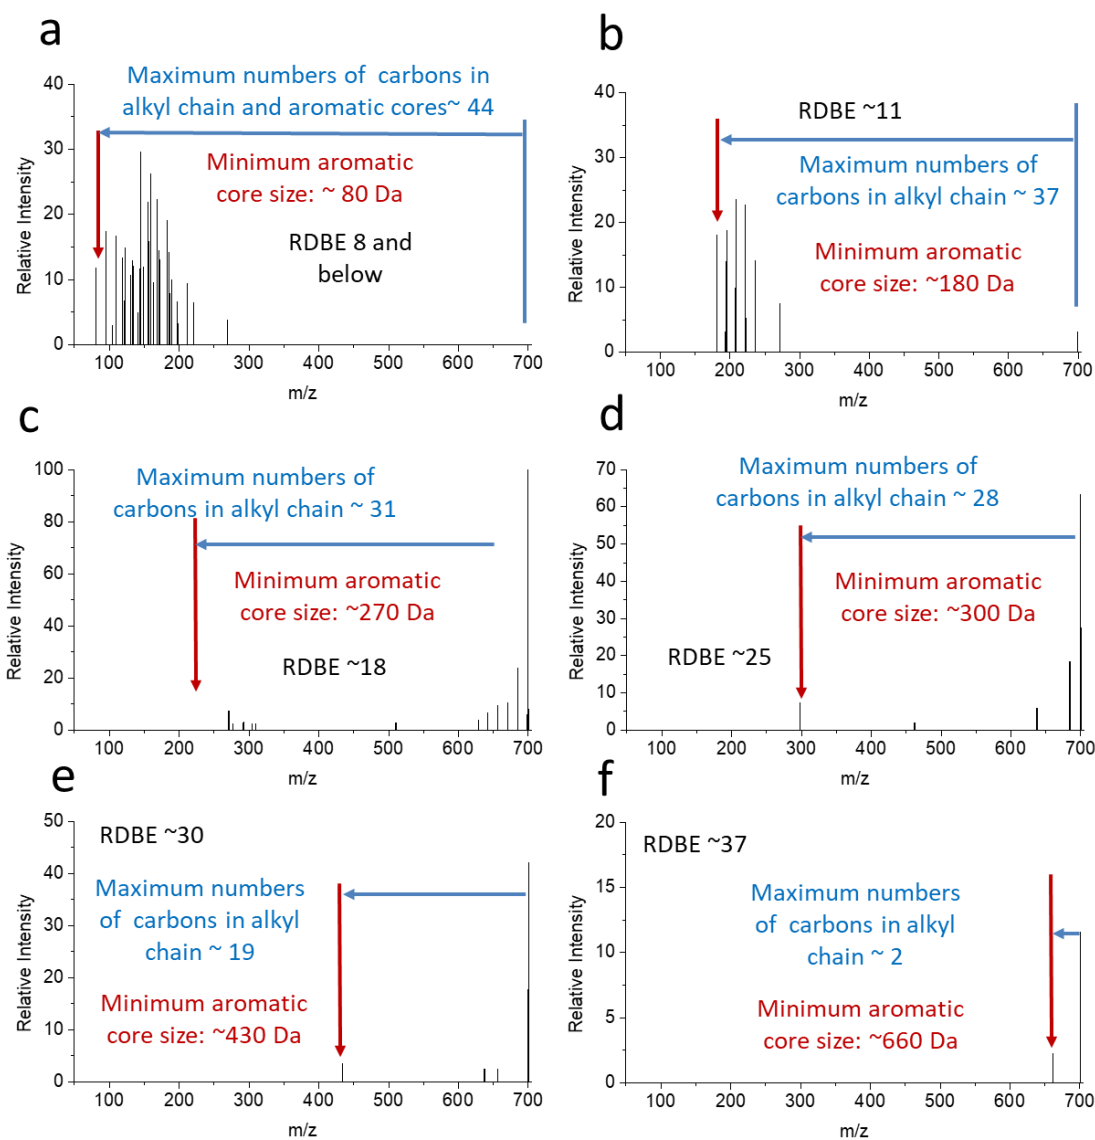 a
Maximum numbers of carbons in
alkyl chain and aromatic cores~ 44
Minimum aromatic
core size: ~ 80 Da
RDBE 8 and
below
Relative Intensity
40
30
20
10
0
100 200 300 400 500 600 700
m/z
b
RDBE ~11
Maximum numbers of
carbons in alkyl chain ~ 37
Minimum aromatic
core size: ~180 Da
Relative Intensity
40
30
20
10
0
100 200 300 400 500 600 700
m/z
c
Maximum numbers of
carbons in alkyl chain ~ 31
Minimum aromatic
core size: ~270 Da
RDBE ~18
Relative Intensity
100
80
60
40
20
0
100 200 300 400 500 600 700
m/z
d
Maximum numbers of
carbons in alkyl chain ~ 28
Minimum aromatic
core size: ~300 Da
RDBE ~25
Relative Intensity
70
60
50
40
30
20
10
0
100 200 300 400 500 600 700
m/z
e
RDBE ~30
Maximum numbers
of carbons in alkyl
chain ~ 19
Minimum aromatic
core size: ~430 Da
Relative Intensity
50
40
30
20
10
0
100 200 300 400 500 600 700
m/z
f
RDBE ~37
Maximum numbers
of carbons in alkyl
chain ~ 2
Minimum aromatic
core size: ~660 Da
Relative Intensity
20
15
10
5
0
100 200 300 400 500 600 700
m/z